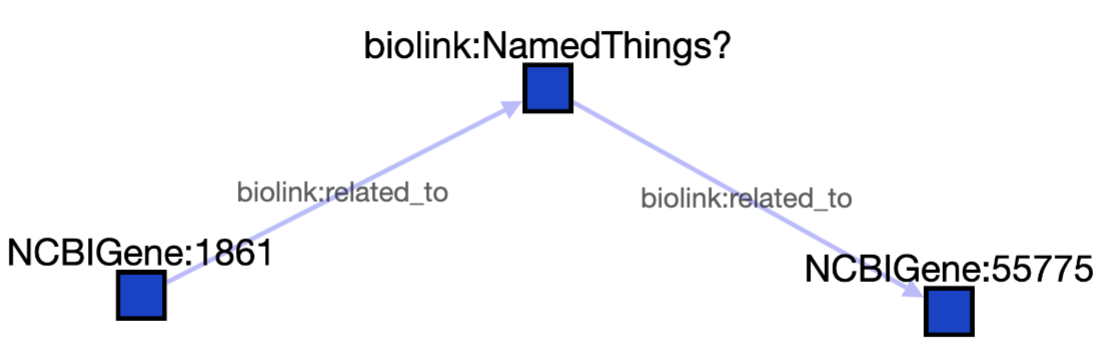 biolink:NamedThings?
biolink:related_to
biolink:related_to
NCBIGene:1861
NCBIGene:55775